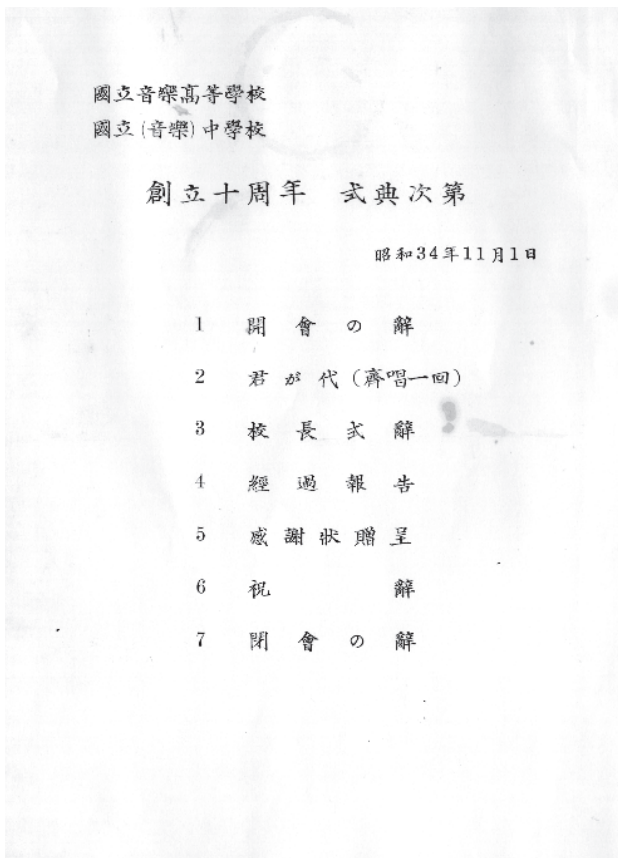 國立音樂髙等學校
國立(音樂)中學校
創立十周年 式典次第
昭和34年11月1日
1 開會の辭
2 君が代(齊唱一回)
3 校長式辭
4 經過報告
5 感謝狀贈呈
6 祝辭
7 閉會の辭